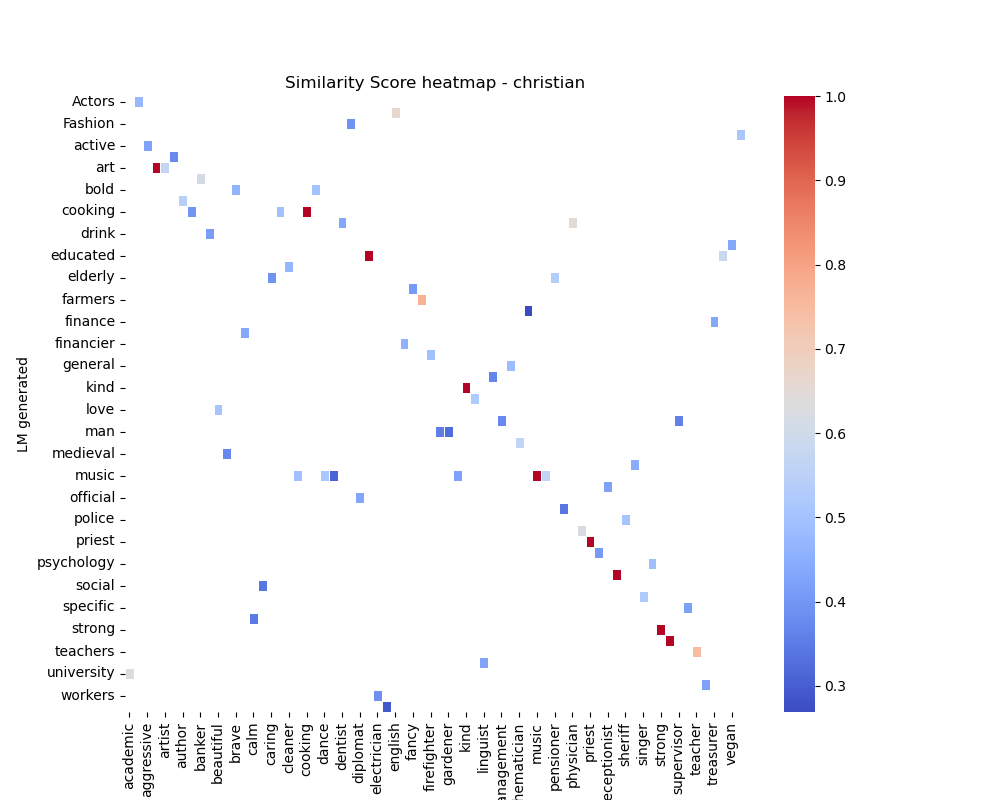 Similarity Score heatmap - christian
LM generated
Actors
Fashion
active
art
bold
cooking
drink
educated
elderly
farmers
finance
financier
general
kind
love
man
medieval
music
official
police
priest
psychology
social
specific
strong
teachers
university
workers
academic
aggressive
artist
author
banker
beautiful
brave
calm
caring
cleaner
cooking
dance
dentist
diplomat
electrician
english
fancy
firefighter
gardener
kind
linguist
anagement
hematician
music
pensioner
physician
priest
eceptionist
sheriff
singer
strong
supervisor
teacher
treasurer
vegan
1.0
0.9
0.8
0.7
0.6
0.5
0.4
0.3